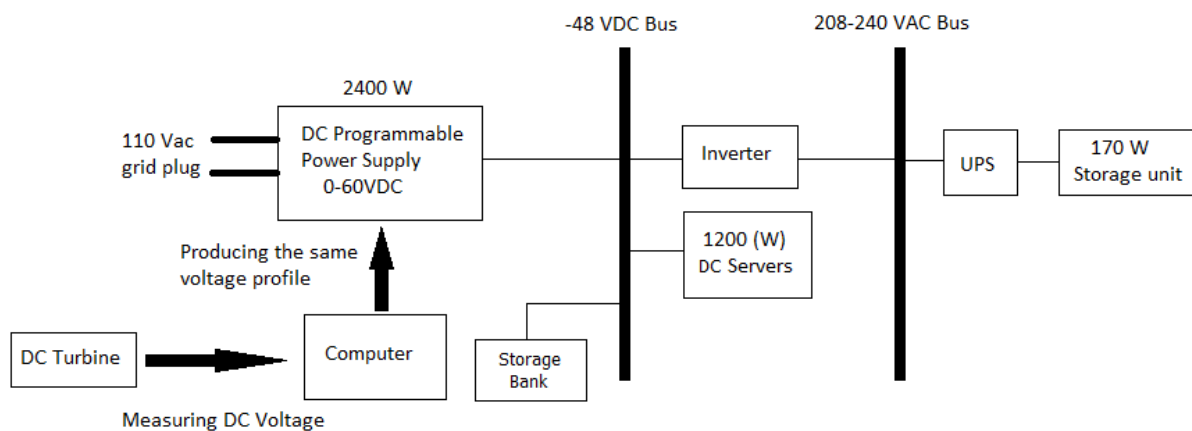 -48 VDC Bus
208-240 VAC Bus
2400 W
110 Vac
grid plug
DC Programmable
Power Supply
0-60VDC
Inverter
UPS
170 W
Storage unit
1200 (W)
DC Servers
Producing the same
voltage profile
DC Turbine
Computer
Storage
Bank
Measuring DC Voltage